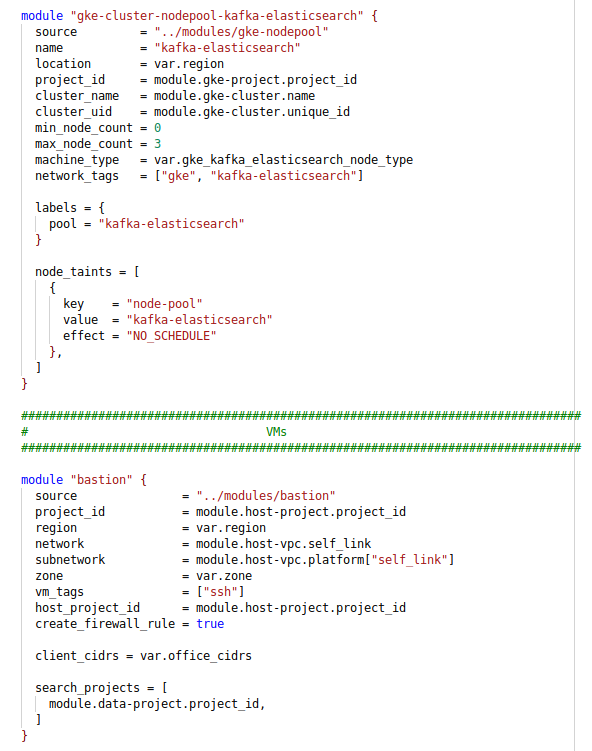 module "gke-cluster-nodepool-kafka-elasticsearch" {
  source         = "../modules/gke-nodepool"
  name           = "kafka-elasticsearch"
  location       = var.region
  project_id     = module.gke-project.project_id
  cluster_name   = module.gke-cluster.name
  cluster_uid    = module.gke-cluster.unique_id
  min_node_count = 0
  max_node_count = 3
  machine_type   = var.gke_kafka_elasticsearch_node_type
  network_tags   = ["gke", "kafka-elasticsearch"]

  labels = {
    pool = "kafka-elasticsearch"
  }

  node_taints = [
    {
      key    = "node-pool"
      value  = "kafka-elasticsearch"
      effect = "NO_SCHEDULE"
    },
  ]
}

################################################################################
#                                  VMs
################################################################################

module "bastion" {
  source               = "../modules/bastion"
  project_id           = module.host-project.project_id
  region               = var.region
  network              = module.host-vpc.self_link
  subnetwork           = module.host-vpc.platform["self_link"]
  zone                 = var.zone
  vm_tags              = ["ssh"]
  host_project_id      = module.host-project.project_id
  create_firewall_rule = true

  client_cidrs = var.office_cidrs

  search_projects = [
    module.data-project.project_id,
  ]
}